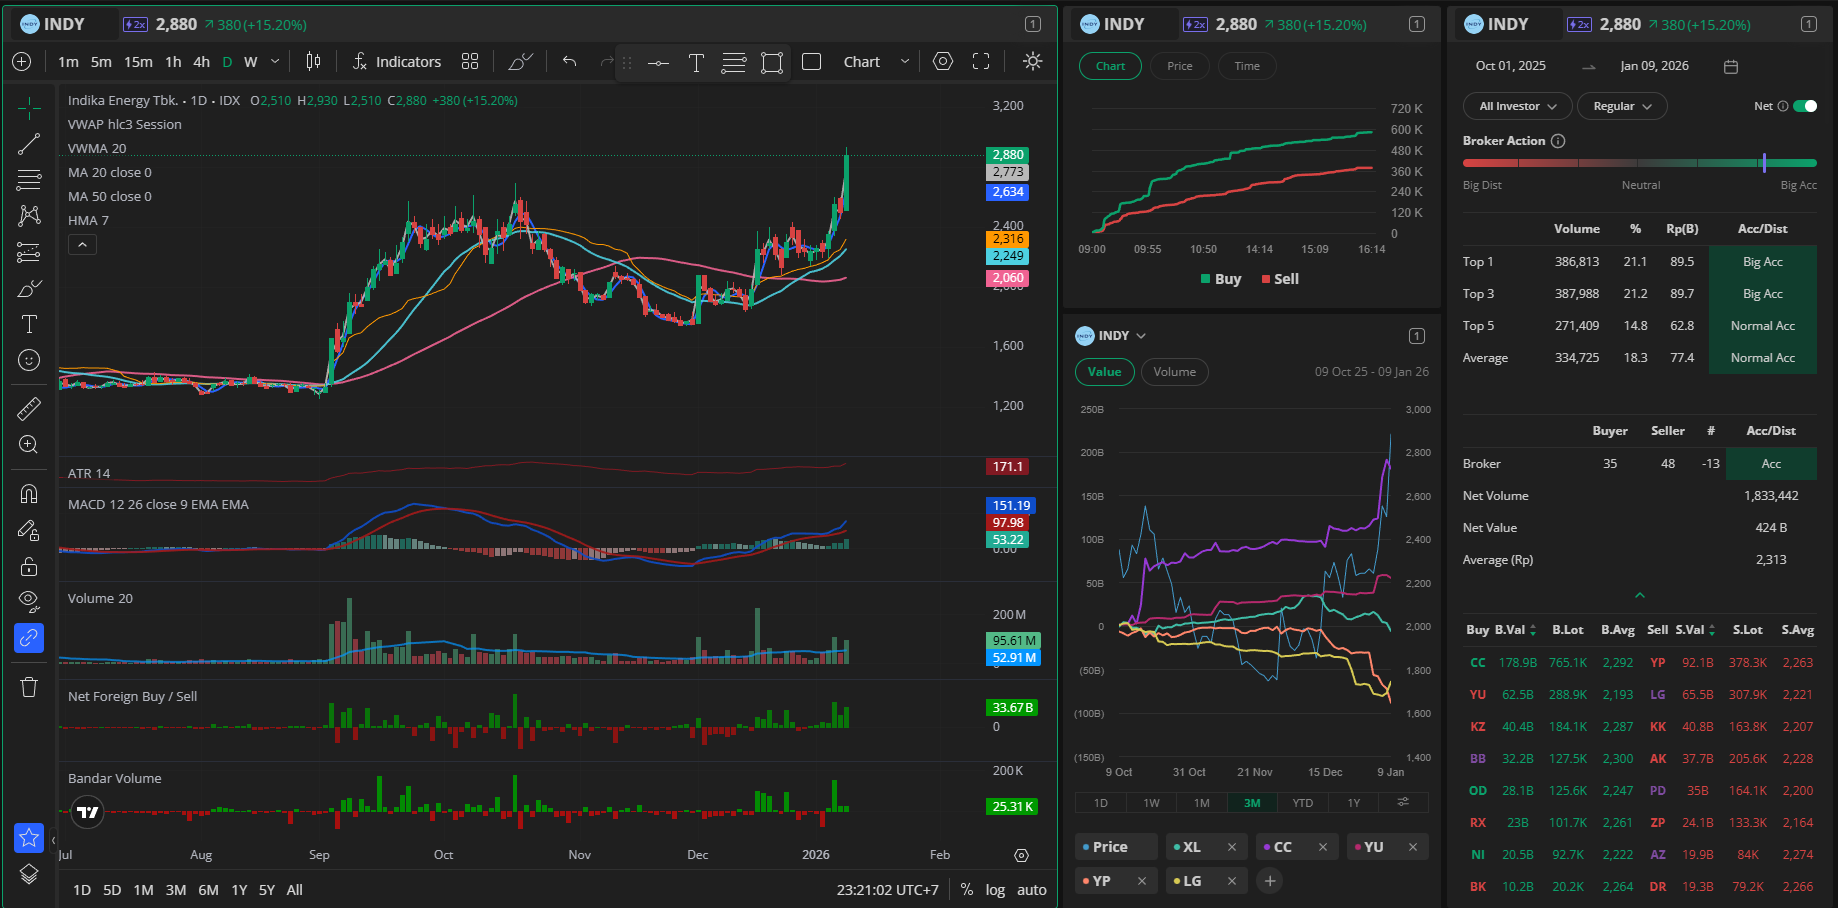 INDY
2x
2,880
380 (+15.20%)
1
1m 5m 15m 1h 4h D W
Indicators
Chart
Indika Energy Tbk. • 1D • IDX O2,510 H2,930 L2,510 C2,880 +380 (+15.20%)
VWAP hlc3 Session
VWMA 20
MA 20 close 0
MA 50 close 0
HMA 7
3,200
2,880
2,773
2,634
2,400
2,316
2,249
2,060
1,600
1,200
ATR 14
171.1
MACD 12 26 close 9 EMA EMA
151.19
97.98
53.22
0.00
Volume 20
200 M
95.61 M
52.91 M
Net Foreign Buy / Sell
33.67 B
0
Bandar Volume
200 K
25.31 K
Jul Aug Sep Oct Nov Dec 2026 Feb
1D 5D 1M 3M 6M 1Y 5Y All
23:21:02 UTC+7 % log auto
INDY
2x
2,880
380 (+15.20%)
1
Chart Price Time
720 K
600 K
480 K
360 K
240 K
120 K
0
09:00 09:55 10:50 14:14 15:09 16:14
Buy Sell
INDY
1
Value Volume
09 Oct 25 - 09 Jan 26
250B 3,000
200B 2,800
150B 2,600
100B 2,400
50B 2,200
0 2,000
(50B) 1,800
(100B) 1,600
(150B) 1,400
9 Oct 31 Oct 21 Nov 15 Dec 9 Jan
1D 1W 1M 3M YTD 1Y
Price XL CC YU
YP LG
INDY
2x
2,880
380 (+15.20%)
1
Oct 01, 2025 Jan 09, 2026
All Investor Regular Net
Broker Action
Big Dist Neutral Big Acc
Volume % Rp(B) Acc/Dist
Top 1 386,813 21.1 89.5 Big Acc
Top 3 387,988 21.2 89.7 Big Acc
Top 5 271,409 14.8 62.8 Normal Acc
Average 334,725 18.3 77.4 Normal Acc
Buyer Seller # Acc/Dist
Broker 35 48 -13 Acc
Net Volume 1,833,442
Net Value 424 B
Average (Rp) 2,313
Buy B.Val B.Lot B.Avg Sell S.Val S.Lot S.Avg
CC 178.9B 765.1K 2,292 YP 92.1B 378.3K 2,263
YU 62.5B 288.9K 2,193 LG 65.5B 307.9K 2,221
KZ 40.4B 184.1K 2,287 KK 40.8B 163.8K 2,207
BB 32.2B 127.5K 2,300 AK 37.7B 205.6K 2,228
OD 28.1B 125.6K 2,247 PD 35B 164.1K 2,200
RX 23B 101.7K 2,261 ZP 24.1B 133.3K 2,164
NI 20.5B 92.7K 2,222 AZ 19.9B 84K 2,274
BK 10.2B 20.2K 2,264 DR 19.3B 79.2K 2,266